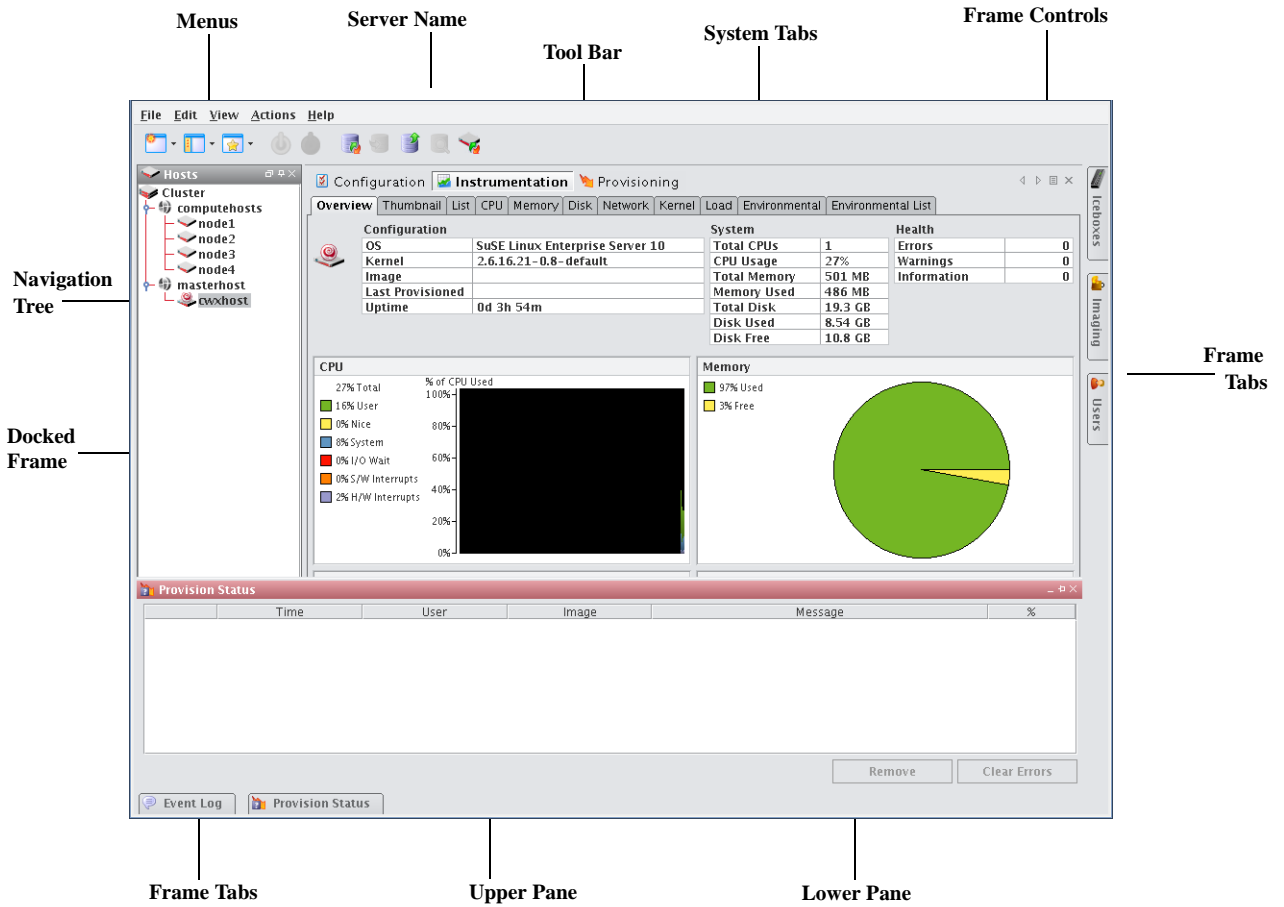 Menus
Server Name
Tool Bar
System Tabs
Frame Controls
File Edit View Actions Help
Hosts
Cluster
computehosts
node1
node2
node3
node4
masterhost
cwxhost
Navigation
Tree
Docked
Frame
Configuration Instrumentation Provisioning
Overview Thumbnail List CPU Memory Disk Network Kernel Load Environmental Environmental List
Configuration
OS SuSE Linux Enterprise Server 10
Kernel 2.6.16.21-0.8-default
Image
Last Provisioned
Uptime 0d 3h 54m
System
Total CPUs 1
CPU Usage 27%
Total Memory 501 MB
Memory Used 486 MB
Total Disk 19.3 GB
Disk Used 8.54 GB
Disk Free 10.8 GB
Health
Errors 0
Warnings 0
Information 0
CPU
27% Total
16% User
0% Nice
8% System
0% I/O Wait
0% S/W Interrupts
2% H/W Interrupts
% of CPU Used
100%
80%
60%
40%
20%
0%
Memory
97% Used
3% Free
Iceboxes
Imaging
Users
Frame
Tabs
Provision Status
Time User Image Message %
Remove Clear Errors
Event Log Provision Status
Frame Tabs
Upper Pane
Lower Pane